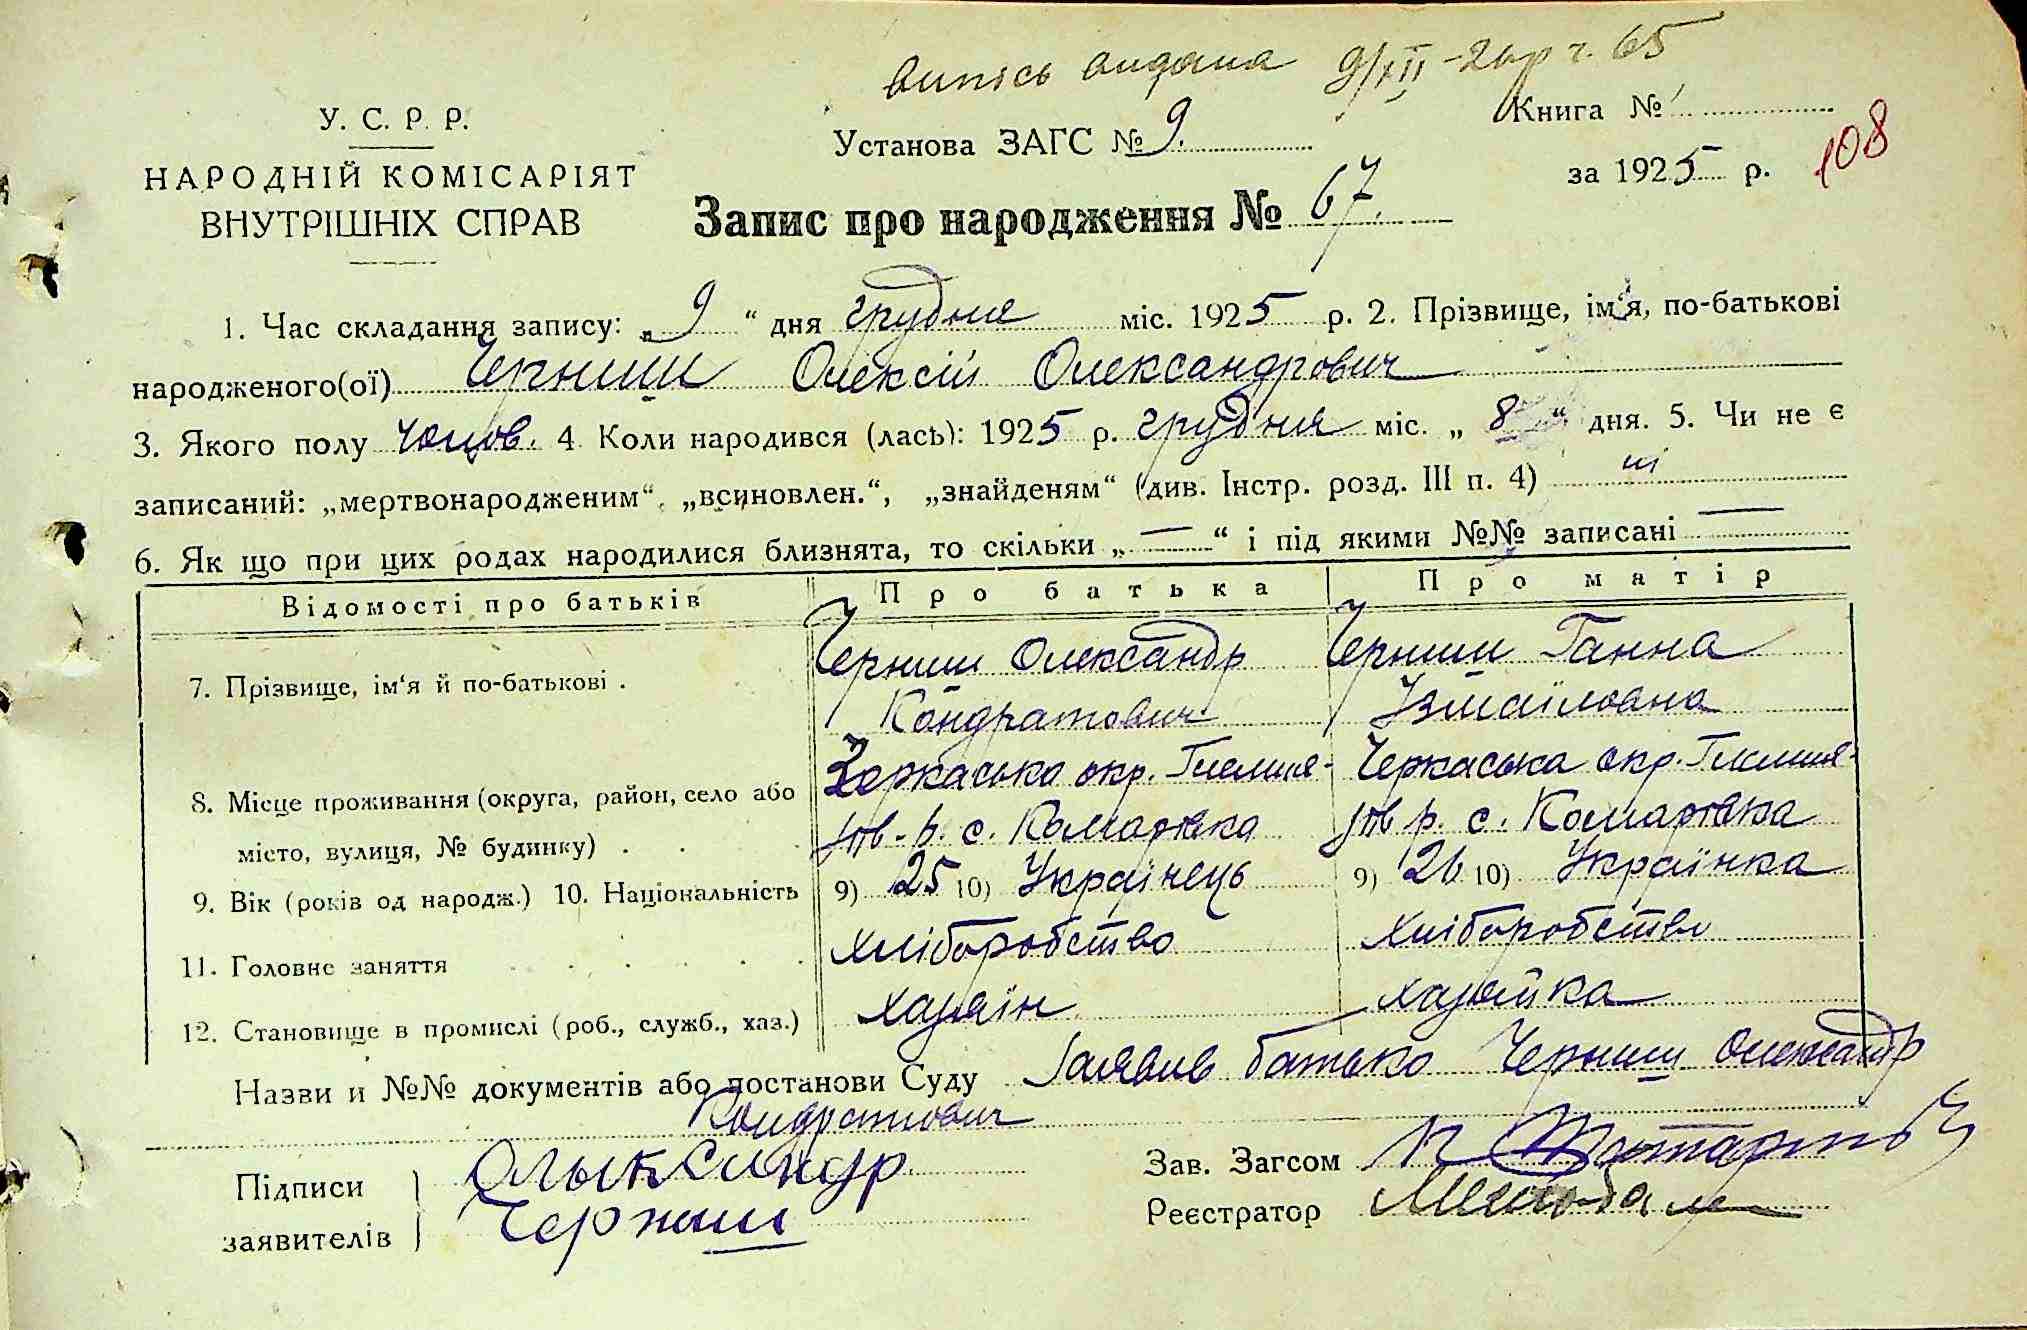 випісь видана 9/XII-26р ч. 65
У. С. Р. Р.
НАРОДНІЙ КОМІСАРІЯТ
ВНУТРІШНІХ СПРАВ
Установа ЗАГС № 9.
Книга №
за 1925 р.
108
Запис про народження № 67.
1. Час складання запису: „ 9 “ дня грудня міс. 1925 р. 2. Прізвище, ім‘я, по-батькові
народженого(ої) Черниш Олексій Олександрович
3. Якого полу чолов. 4 Коли народився (лась): 1925 р. грудня міс. „ 8 “ дня. 5. Чи не є
записаний: „мертвонародженим“, „всиновлен.“, „знайденям“ (див. Інстр. розд. III п. 4) ні
6. Як що при цих родах народилися близнята, то скільки „ — “ і під якими №№ записані —
Відомості про батьків Про батька Про матір
7. Прізвище, ім‘я й по-батькові . Черниш Олександр Черниш Ганна
Кондратович Ізмаїловна
8. Місце проживання (округа, район, село або Черкаська окр. Гельмя- Черкаська окр. Гельмя-
місто, вулиця, № будинку) . . . зів. р. с. Комарівка зів р. с. Комарівка
9. Вік (років од народж.) 10. Національність 9) 25 10) Українець 9) 26 10) Українка
11. Головне заняття . . . . . хліборобство хліборобство
12. Становище в промислі (роб., служб., хаз.) хазяїн хазяйка
Назви и №№ документів або постанови Суду Заявив батько Черниш Олександр
Кондратович
Підписи Олыксандр Зав. Загсом
заявителів Черниш Реєстратор